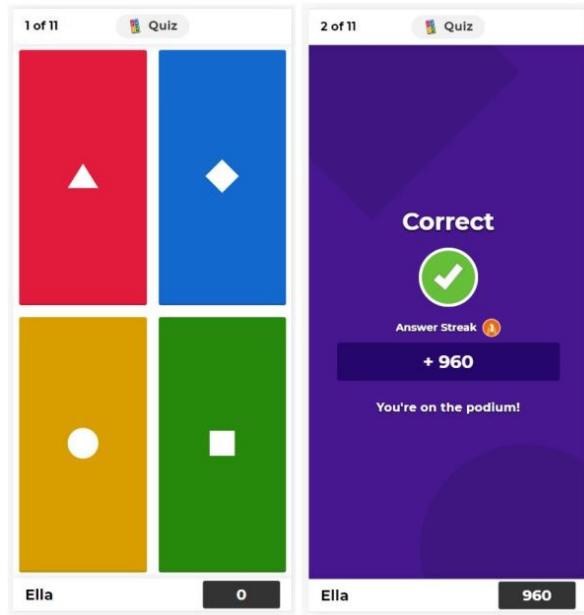 1 of 11
Quiz
Ella
0
2 of 11
Quiz
Correct
Answer Streak
+ 960
You're on the podium!
Ella
960